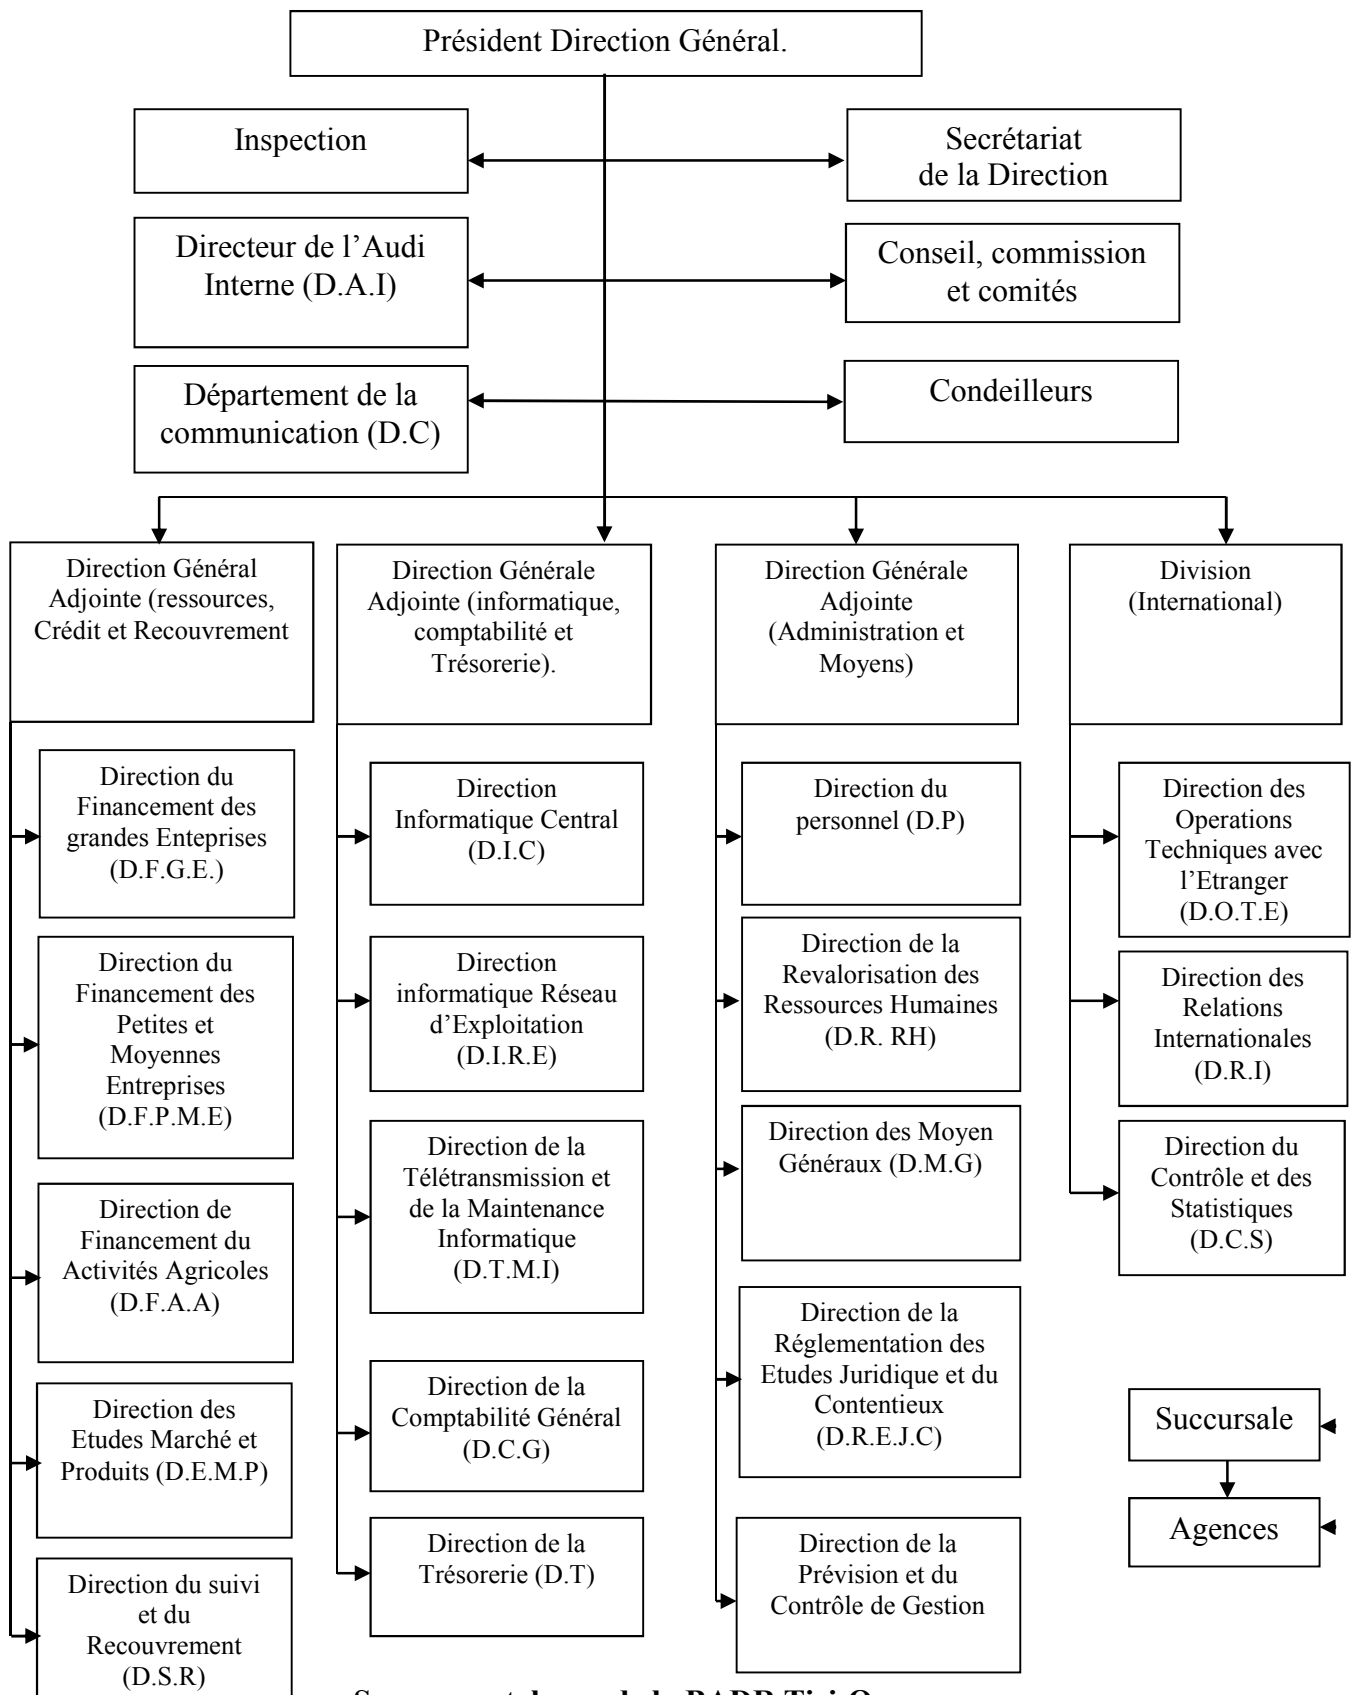 Président Direction Général.
Inspection
Secrétariat
de la Direction
Directeur de l’Audi
Interne (D.A.I)
Conseil, commission
et comités
Département de la
communication (D.C)
Condeilleurs
Direction Général
Adjointe (ressources,
Crédit et Recouvrement
Direction Générale
Adjointe (informatique,
comptabilité et
Trésorerie).
Direction Générale
Adjointe
(Administration et
Moyens)
Division
(International)
Direction du
Financement des
grandes Enteprises
(D.F.G.E.)
Direction du
Financement des
Petites et
Moyennes
Entreprises
(D.F.P.M.E)
Direction de
Financement du
Activités Agricoles
(D.F.A.A)
Direction des
Etudes Marché et
Produits (D.E.M.P)
Direction du suivi
et du
Recouvrement
(D.S.R)
Direction
Informatique Central
(D.I.C)
Direction
informatique Réseau
d’Exploitation
(D.I.R.E)
Direction de la
Télétransmission et
de la Maintenance
Informatique
(D.T.M.I)
Direction de la
Comptabilité Général
(D.C.G)
Direction de la
Trésorerie (D.T)
Direction du
personnel (D.P)
Direction de la
Revalorisation des
Ressources Humaines
(D.R. RH)
Direction des Moyen
Généraux (D.M.G)
Direction de la
Réglementation des
Etudes Juridique et du
Contentieux
(D.R.E.J.C)
Direction de la
Prévision et du
Contrôle de Gestion
Direction des
Operations
Techniques avec
l’Etranger
(D.O.T.E)
Direction des
Relations
Internationales
(D.R.I)
Direction du
Contrôle et des
Statistiques
(D.C.S)
Succursale
Agences
de la BADR Tizi